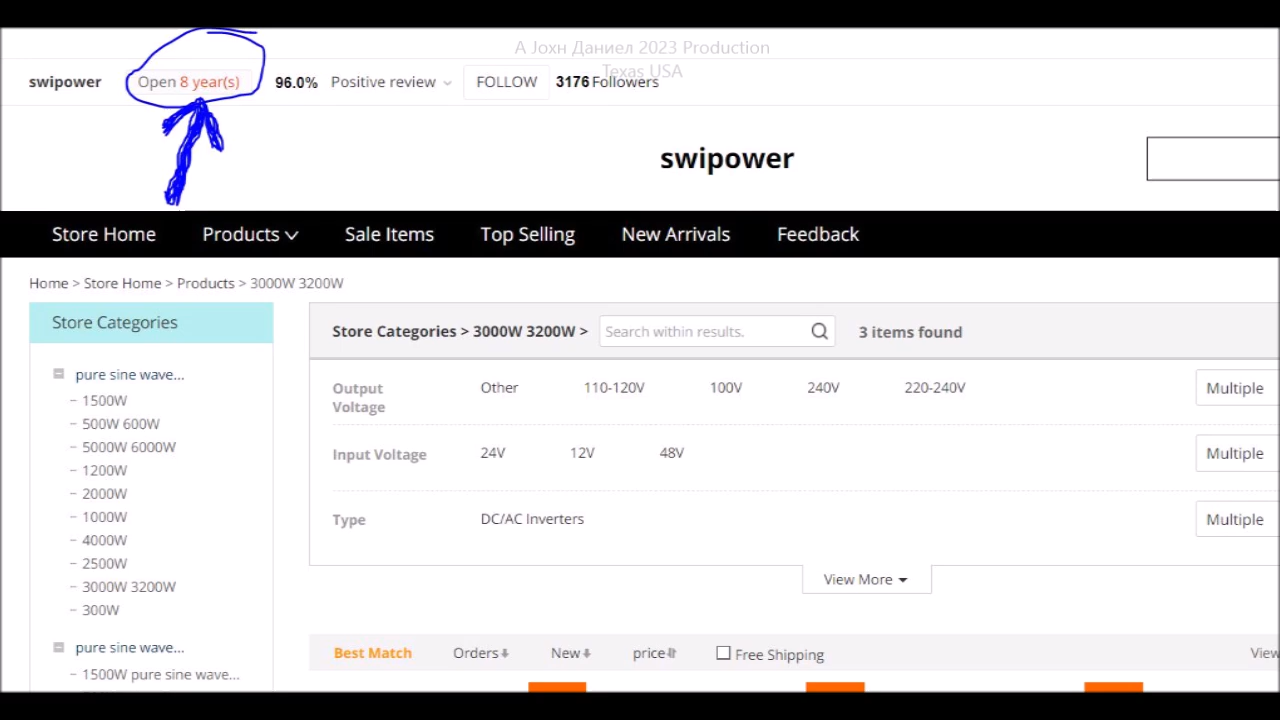 A Јохн Даниел 2023 Production
Texas USA
swipower Open 8 year(s) 96.0% Positive review FOLLOW 3176 Followers
swipower
Store Home Products Sale Items Top Selling New Arrivals Feedback
Home > Store Home > Products > 3000W 3200W
Store Categories
pure sine wave...
1500W
500W 600W
5000W 6000W
1200W
2000W
1000W
4000W
2500W
3000W 3200W
300W
pure sine wave...
1500W pure sine wave...
Store Categories > 3000W 3200W > Search within results. 3 items found
Output Voltage Other 110-120V 100V 240V 220-240V Multiple
Input Voltage 24V 12V 48V Multiple
Type DC/AC Inverters Multiple
View More
Best Match Orders New price Free Shipping View